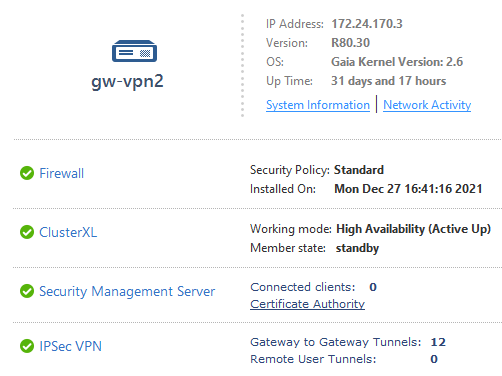 gw-vpn2
IP Address: 172.24.170.3
Version: R80.30
OS: Gaia Kernel Version: 2.6
Up Time: 31 days and 17 hours
System Information | Network Activity
Firewall
Security Policy: Standard
Installed On: Mon Dec 27 16:41:16 2021
ClusterXL
Working mode: High Availability (Active Up)
Member state: standby
Security Management Server
Connected clients: 0
Certificate Authority
IPSec VPN
Gateway to Gateway Tunnels: 12
Remote User Tunnels: 0